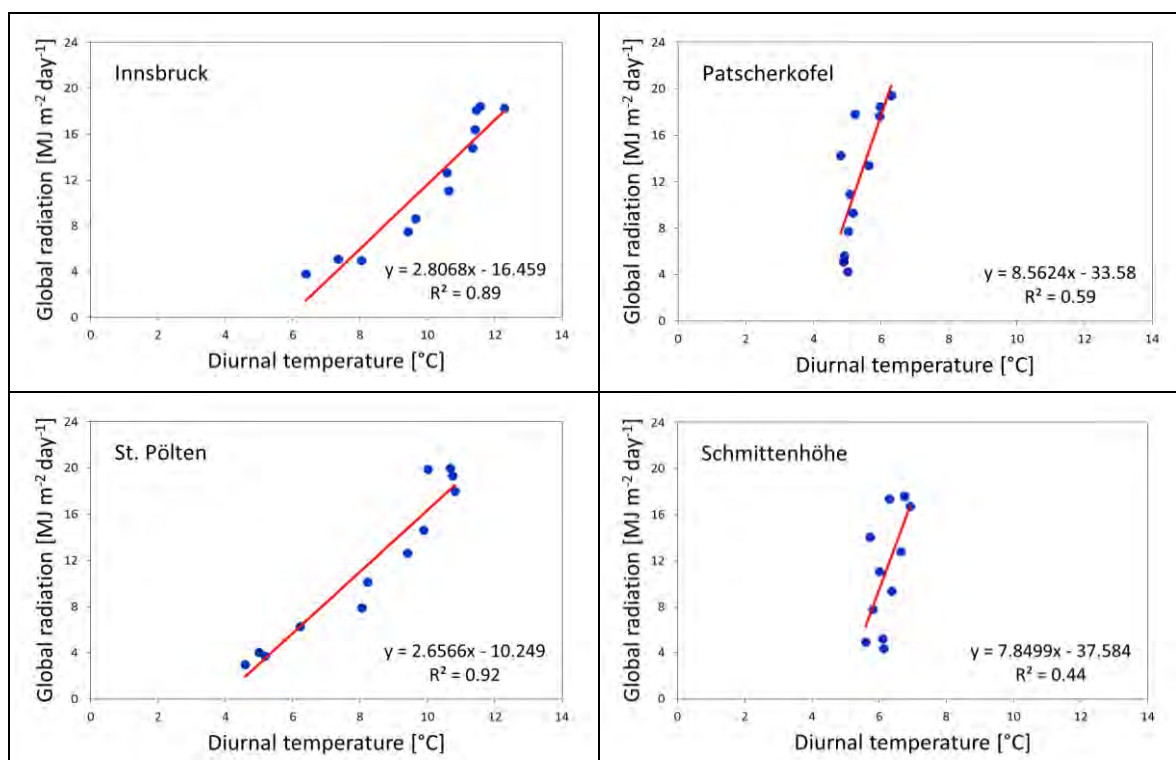 Innsbruck
Global radiation [MJ m⁻² day⁻¹]
24
20
16
12
8
4
0
y = 2.8068x - 16.459
R² = 0.89
0 2 4 6 8 10 12 14
Diurnal temperature [°C]
Patscherkofel
Global radiation [MJ m⁻² day⁻¹]
24
20
16
12
8
4
0
y = 8.5624x - 33.58
R² = 0.59
0 2 4 6 8 10 12 14
Diurnal temperature [°C]
St. Pölten
Global radiation [MJ m⁻² day⁻¹]
24
20
16
12
8
4
0
y = 2.6566x - 10.249
R² = 0.92
0 2 4 6 8 10 12 14
Diurnal temperature [°C]
Schmittenhöhe
Global radiation [MJ m⁻² day⁻¹]
24
20
16
12
8
4
0
y = 7.8499x - 37.584
R² = 0.44
0 2 4 6 8 10 12 14
Diurnal temperature [°C]